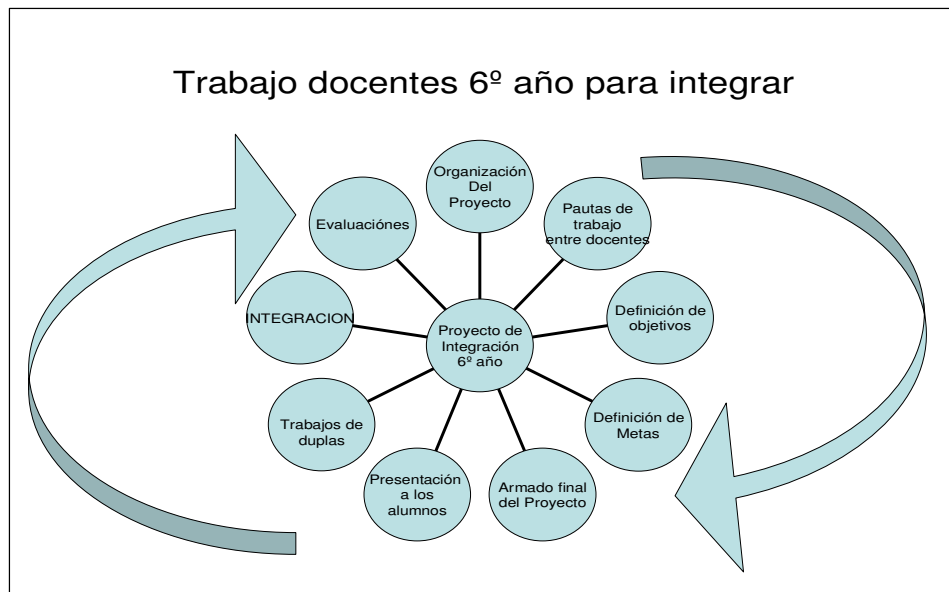 Trabajo docentes 6º año para integrar
Organización
Del
Proyecto
Pautas de
trabajo
entre docentes
Definición de
objetivos
Definición de
Metas
Armado final
del Proyecto
Presentación
a los
alumnos
Trabajos de
duplas
INTEGRACION
Evaluaciónes
Proyecto de
Integración
6º año